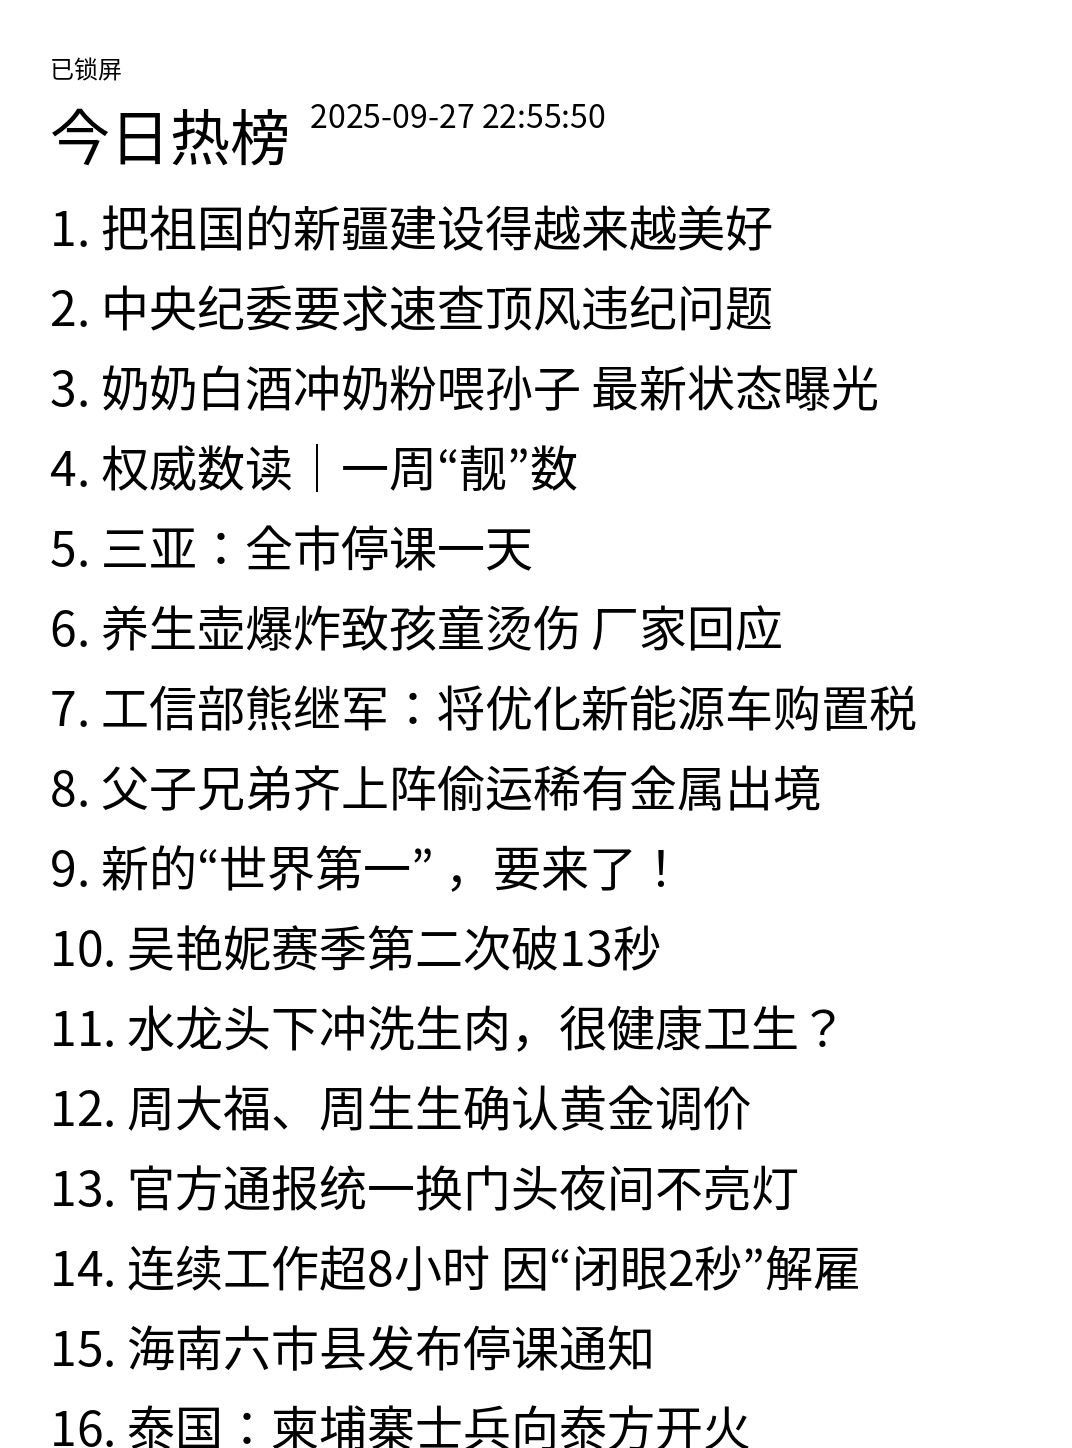 已锁屏
今日热榜 2025-09-27 22:55:50
1. 把祖国的新疆建设得越来越美好
2. 中央纪委要求速查顶风违纪问题
3. 奶奶白酒冲奶粉喂孙子 最新状态曝光
4. 权威数读｜一周“靓”数
5. 三亚：全市停课一天
6. 养生壶爆炸致孩童烫伤 厂家回应
7. 工信部熊继军：将优化新能源车购置税
8. 父子兄弟齐上阵偷运稀有金属出境
9. 新的“世界第一”，要来了！
10. 吴艳妮赛季第二次破13秒
11. 水龙头下冲洗生肉，很健康卫生？
12. 周大福、周生生确认黄金调价
13. 官方通报统一换门头夜间不亮灯
14. 连续工作超8小时 因“闭眼2秒”解雇
15. 海南六市县发布停课通知
16. 泰国：柬埔寨士兵向泰方开火